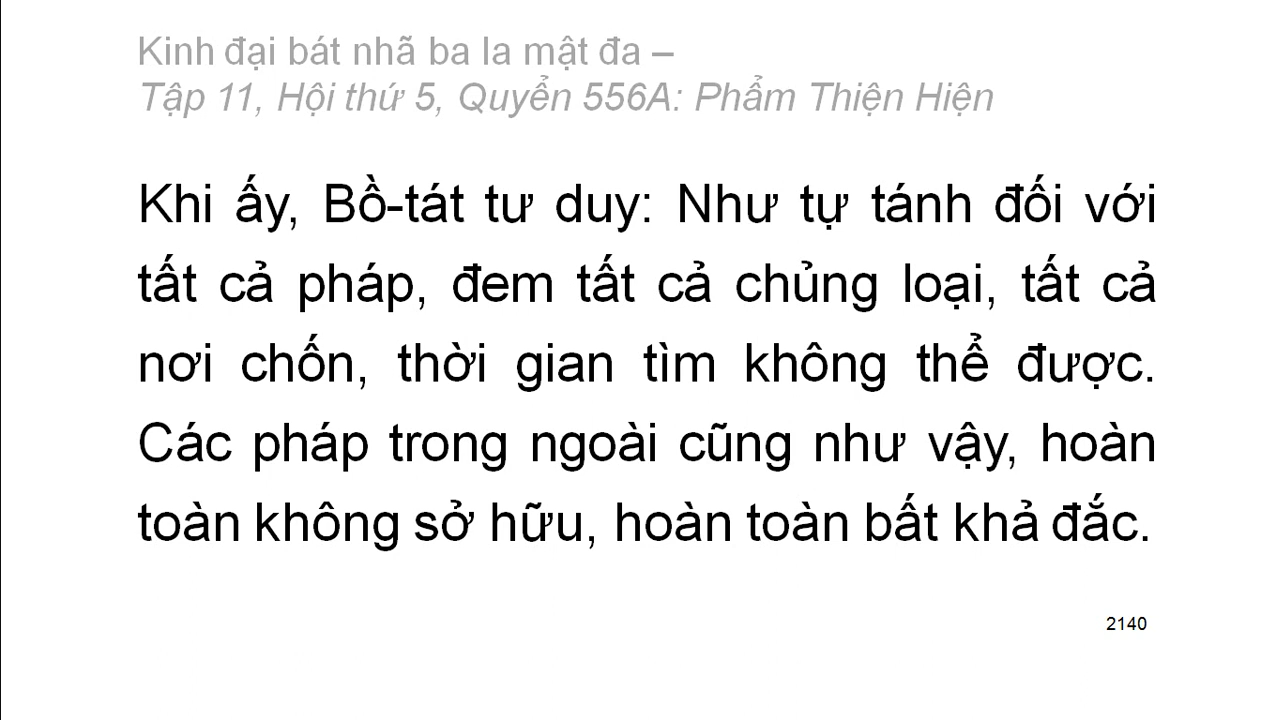 Kinh đại bát nhã ba la mật đa –
Tập 11, Hội thứ 5, Quyển 556A: Phẩm Thiện Hiện
Khi ấy, Bồ-tát tư duy: Như tự tánh đối với
tất cả pháp, đem tất cả chủng loại, tất cả
nơi chốn, thời gian tìm không thể được.
Các pháp trong ngoài cũng như vậy, hoàn
toàn không sở hữu, hoàn toàn bất khả đắc.
2140